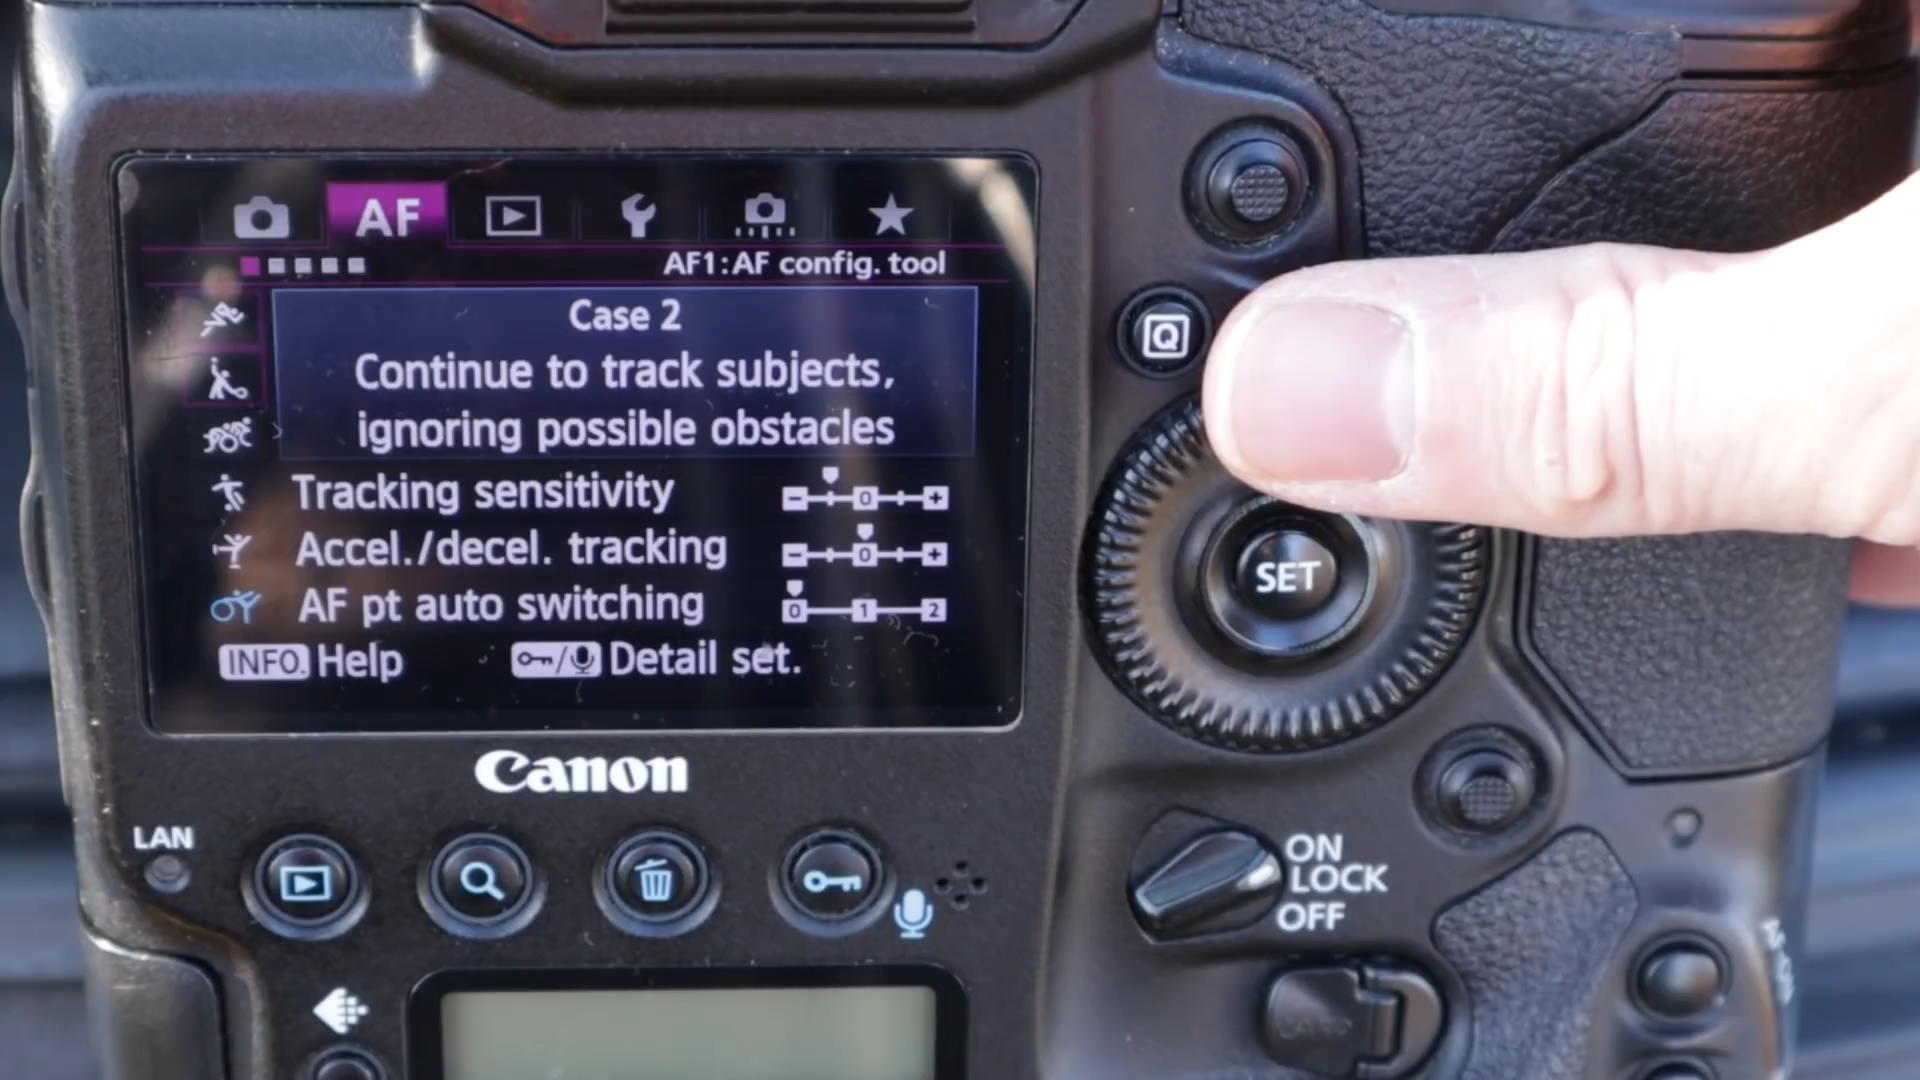 AF
AF1:AF config. tool
Case 2
Continue to track subjects,
ignoring possible obstacles
Tracking sensitivity
- 0 +
Accel./decel. tracking
- 0 +
AF pt auto switching
0 1 2
INFO. Help
/ Detail set.
Q
SET
Canon
LAN
ON
LOCK
OFF